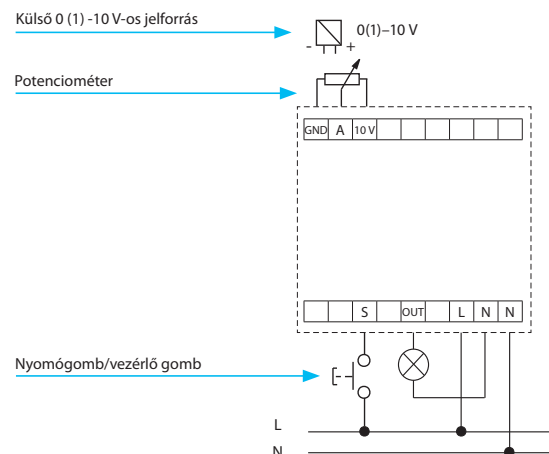 Külső 0 (1) -10 V-os jelforrás
0(1)–10 V
- +
Potenciométer
GND A 10 V
S OUT L N N
Nyomógomb/vezérlő gomb
L
N